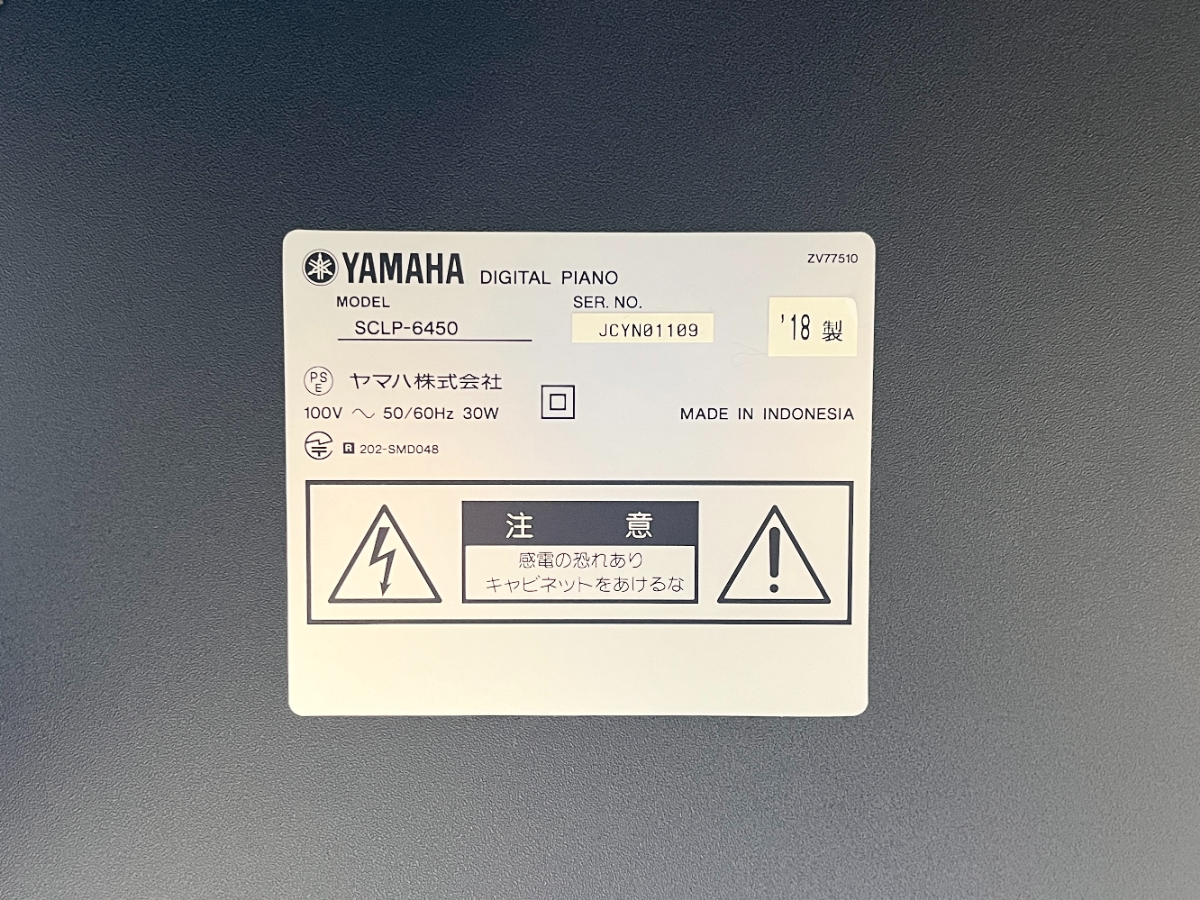 YAMAHA DIGITAL PIANO
ZV77510
MODEL
SCLP-6450
SER. NO.
JCYN01109
'18 製
PS
E
ヤマハ株式会社
100V ～ 50/60Hz 30W
MADE IN INDONESIA
R 202-SMD048
注 意
感電の恐れあり
キャビネットをあけるな